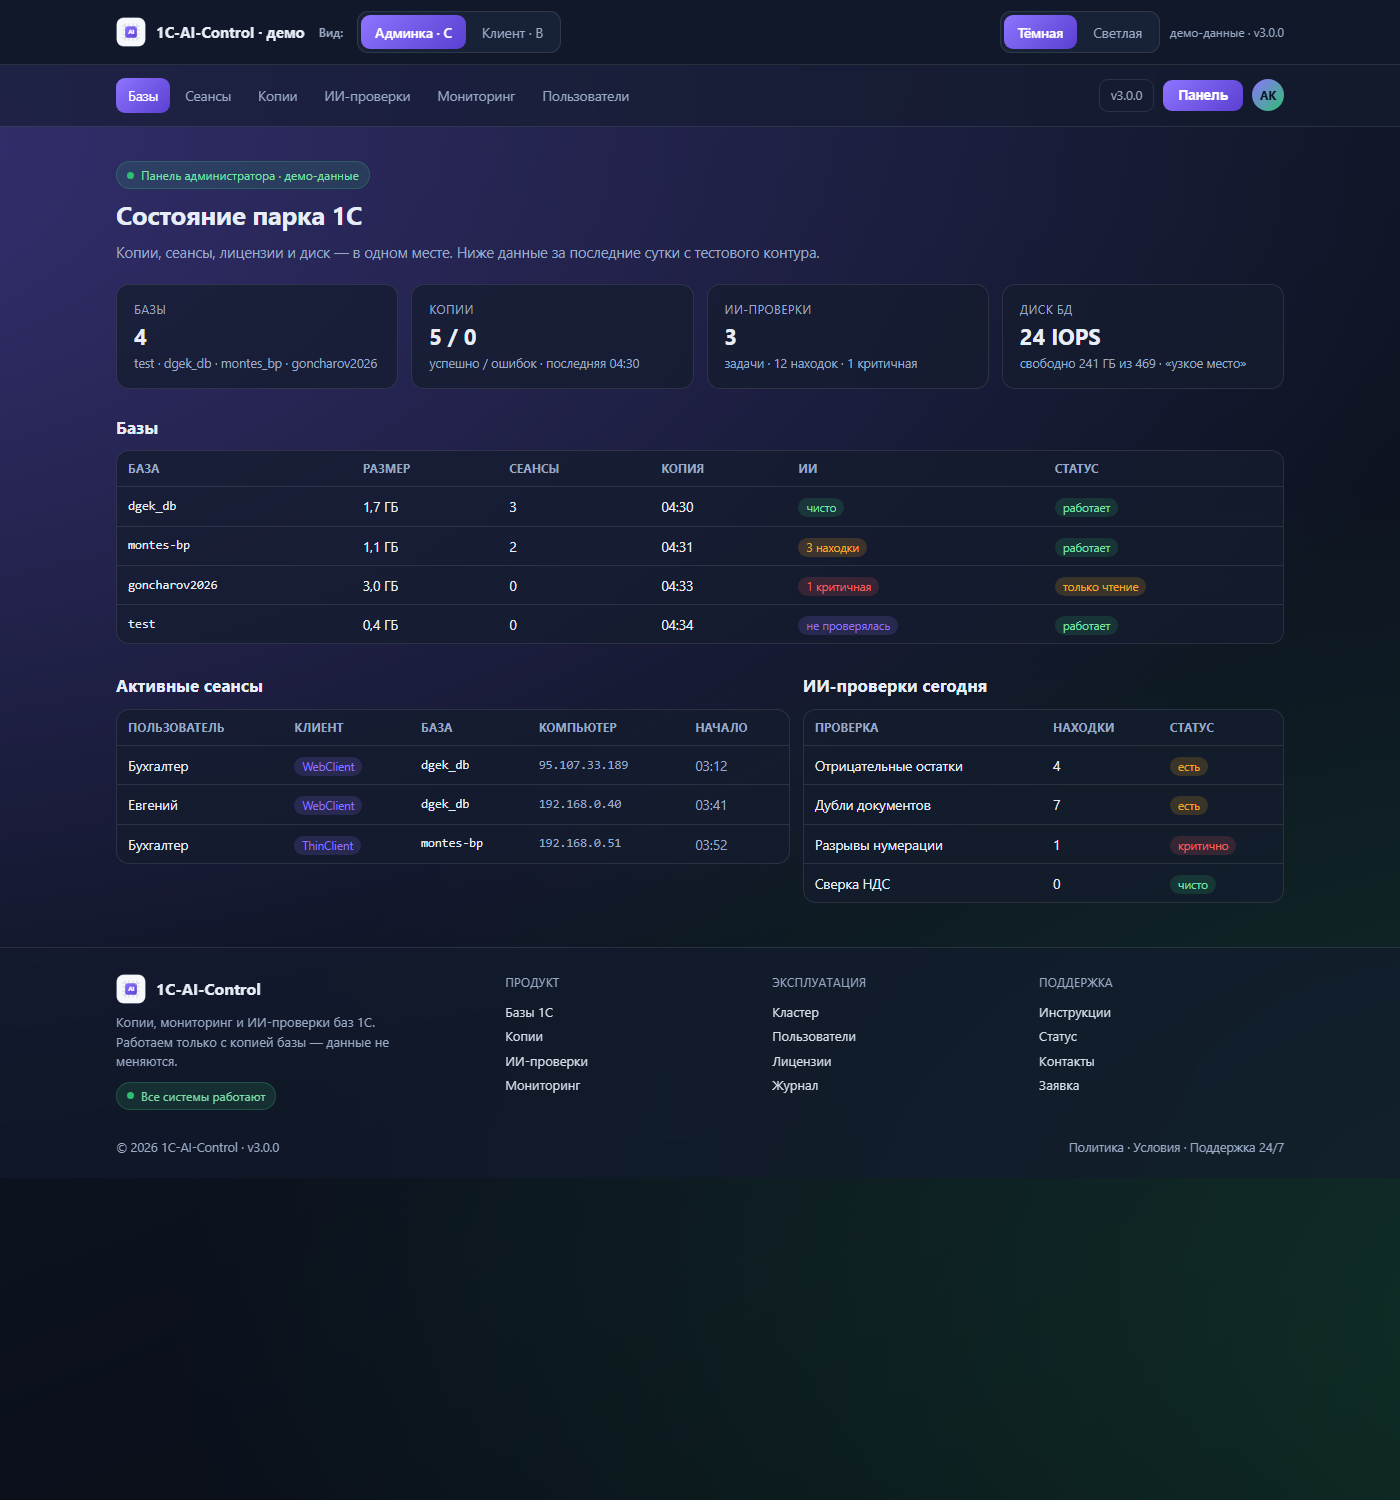 AI 1C-AI-Control · демо Вид: Админка · C Клиент · B Тёмная Светлая демо-данные · v3.0.0
Базы Сеансы Копии ИИ-проверки Мониторинг Пользователи v3.0.0 Панель АК
Панель администратора · демо-данные
Состояние парка 1С
Копии, сеансы, лицензии и диск — в одном месте. Ниже данные за последние сутки с тестового контура.
БАЗЫ
4
test · dgek_db · montes_bp · goncharov2026
КОПИИ
5 / 0
успешно / ошибок · последняя 04:30
ИИ-ПРОВЕРКИ
3
задачи · 12 находок · 1 критичная
ДИСК БД
24 IOPS
свободно 241 ГБ из 469 · «узкое место»
Базы
БАЗА РАЗМЕР СЕАНСЫ КОПИЯ ИИ СТАТУС
dgek_db 1,7 ГБ 3 04:30 чисто работает
montes-bp 1,1 ГБ 2 04:31 3 находки работает
goncharov2026 3,0 ГБ 0 04:33 1 критичная только чтение
test 0,4 ГБ 0 04:34 не проверялась работает
Активные сеансы
ПОЛЬЗОВАТЕЛЬ КЛИЕНТ БАЗА КОМПЬЮТЕР НАЧАЛО
Бухгалтер WebClient dgek_db 95.107.33.189 03:12
Евгений WebClient dgek_db 192.168.0.40 03:41
Бухгалтер ThinClient montes-bp 192.168.0.51 03:52
ИИ-проверки сегодня
ПРОВЕРКА НАХОДКИ СТАТУС
Отрицательные остатки 4 есть
Дубли документов 7 есть
Разрывы нумерации 1 критично
Сверка НДС 0 чисто
AI 1C-AI-Control
Копии, мониторинг и ИИ-проверки баз 1С.
Работаем только с копией базы — данные не
меняются.
Все системы работают
ПРОДУКТ
Базы 1С
Копии
ИИ-проверки
Мониторинг
ЭКСПЛУАТАЦИЯ
Кластер
Пользователи
Лицензии
Журнал
ПОДДЕРЖКА
Инструкции
Статус
Контакты
Заявка
© 2026 1C-AI-Control · v3.0.0
Политика · Условия · Поддержка 24/7